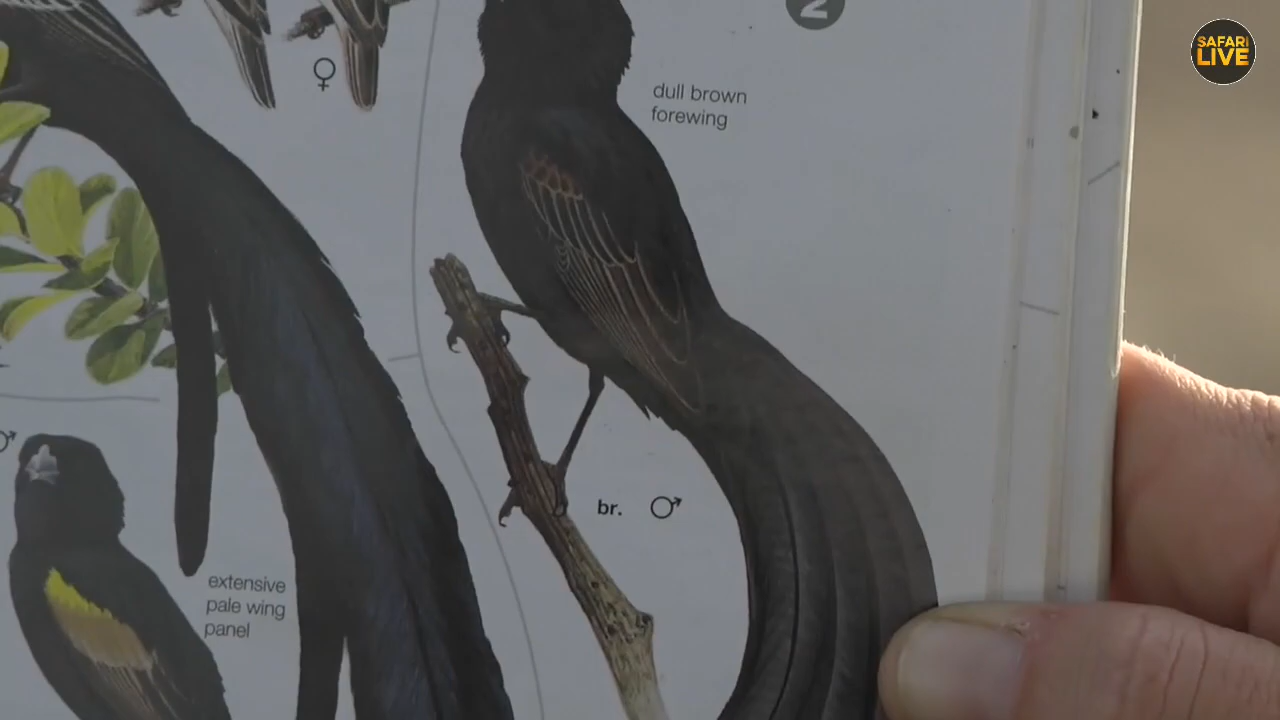 SAFARI
LIVE
2
♀
dull brown
forewing
br. ♂
♂
extensive
pale wing
panel